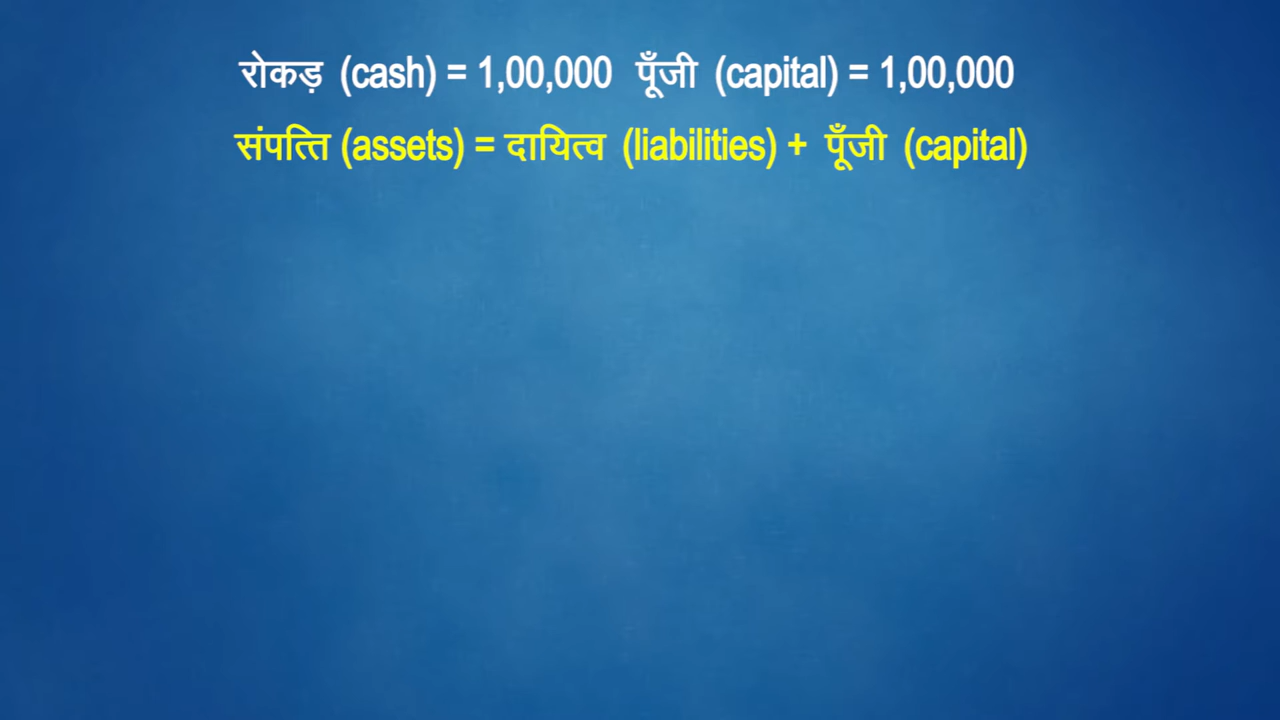 रोकड़ (cash) = 1,00,000 पूँजी (capital) = 1,00,000
संपत्ति (assets) = दायित्व (liabilities) + पूँजी (capital)